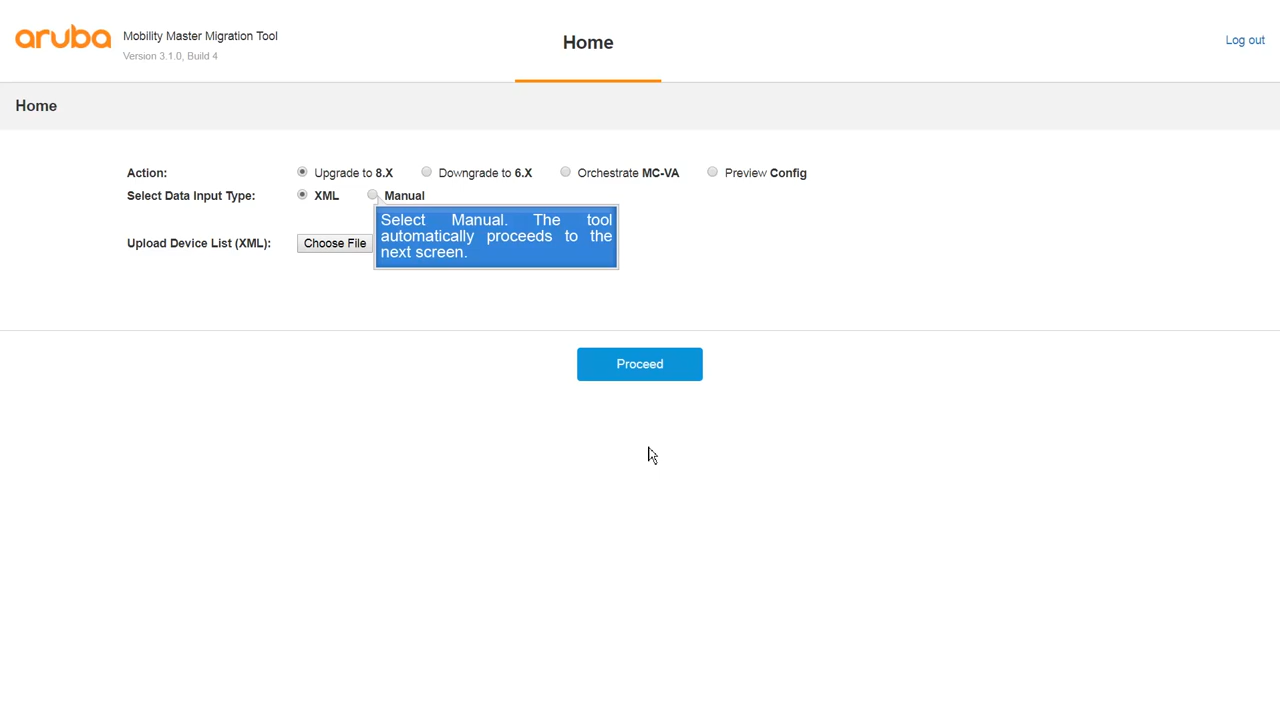 aruba Mobility Master Migration Tool
Version 3.1.0, Build 4
Home
Log out
Home
Action: Upgrade to 8.X Downgrade to 6.X Orchestrate MC-VA Preview Config
Select Data Input Type: XML Manual
Select Manual. The tool
automatically proceeds to the
next screen.
Upload Device List (XML): Choose File
Proceed